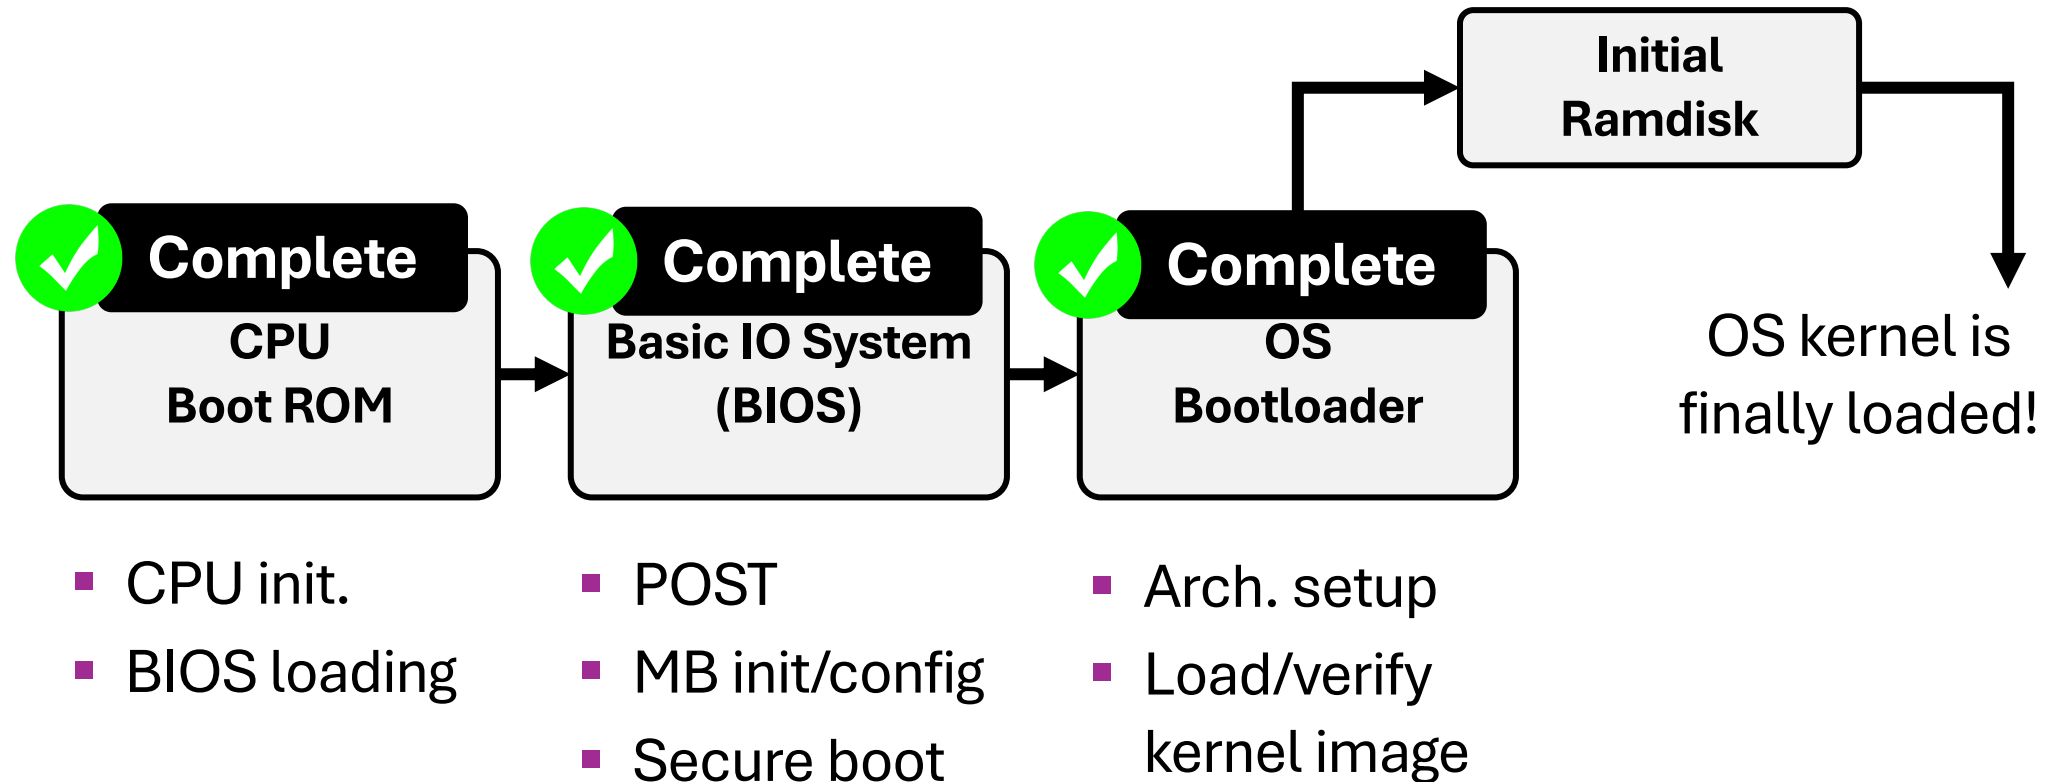 Initial
Ramdisk
Complete
CPU
Boot ROM
Complete
Basic IO System
(BIOS)
Complete
OS
Bootloader
OS kernel is
finally loaded!
▪ CPU init.
▪ BIOS loading
▪ POST
▪ MB init/config
▪ Secure boot
▪ Arch. setup
▪ Load/verify
kernel image